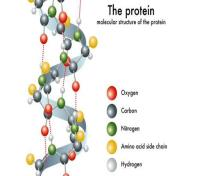 The protein
molecular structure of the protein
Oxygen
Carbon
Nitrogen
Amino acid side chain
Hydrogen